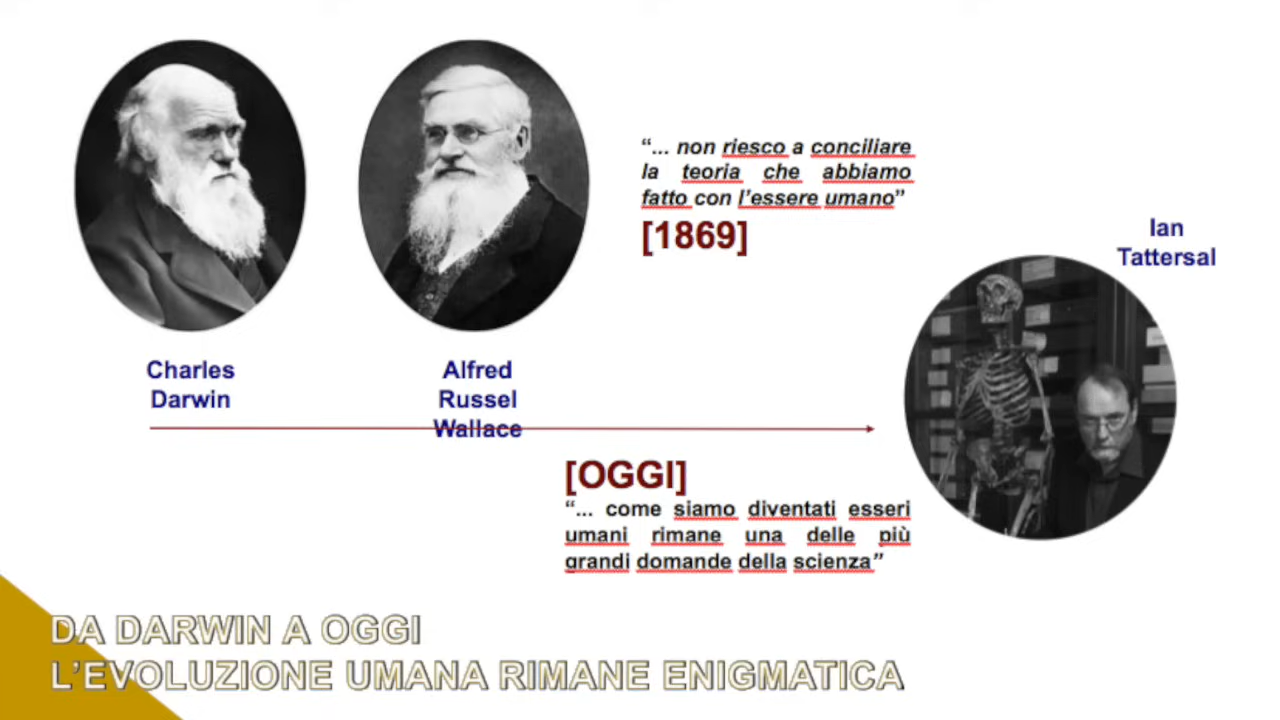 “... non riesco a conciliare
la teoria che abbiamo
fatto con l’essere umano”
[1869]
Ian
Tattersal
Charles
Darwin
Alfred
Russel
Wallace
[OGGI]
“... come siamo diventati esseri
umani rimane una delle più
grandi domande della scienza”
DA DARWIN A OGGI
L’EVOLUZIONE UMANA RIMANE ENIGMATICA